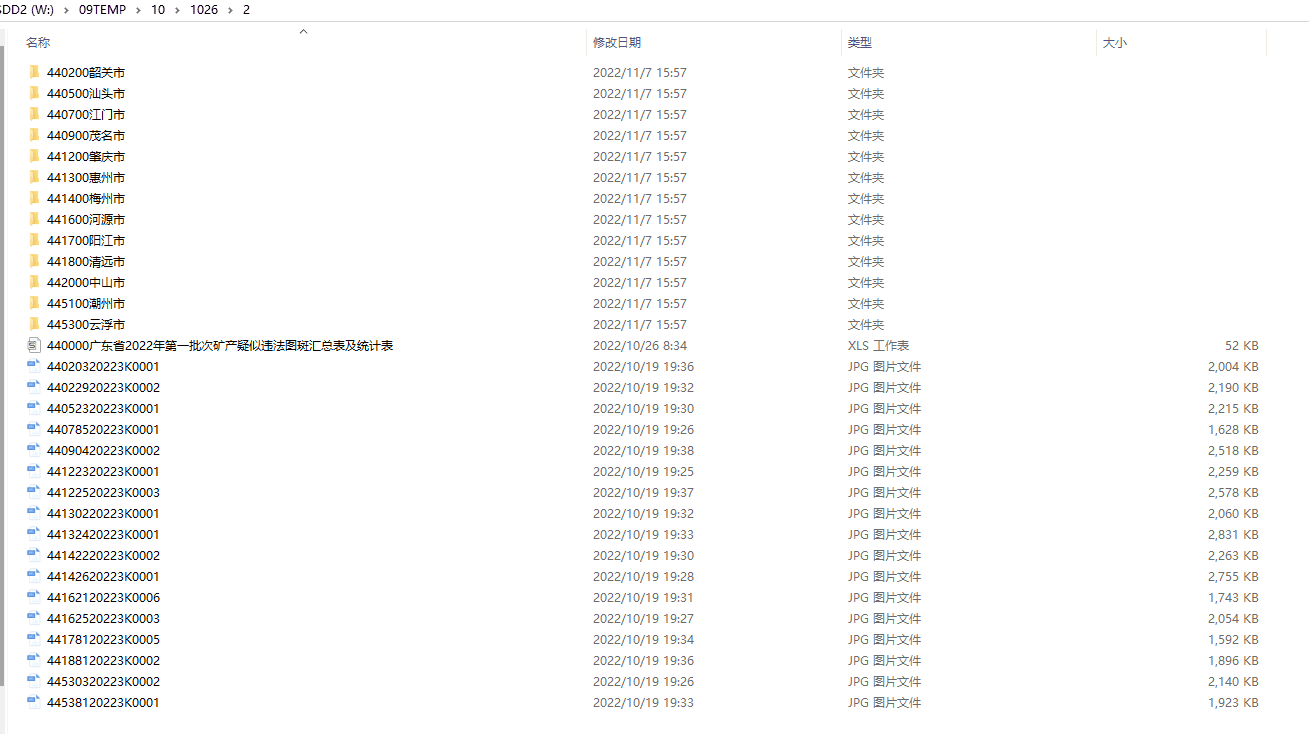 SDD2 (W:) › 09TEMP › 10 › 1026 › 2
名称 修改日期 类型 大小
440200韶关市 2022/11/7 15:57 文件夹
440500汕头市 2022/11/7 15:57 文件夹
440700江门市 2022/11/7 15:57 文件夹
440900茂名市 2022/11/7 15:57 文件夹
441200肇庆市 2022/11/7 15:57 文件夹
441300惠州市 2022/11/7 15:57 文件夹
441400梅州市 2022/11/7 15:57 文件夹
441600河源市 2022/11/7 15:57 文件夹
441700阳江市 2022/11/7 15:57 文件夹
441800清远市 2022/11/7 15:57 文件夹
442000中山市 2022/11/7 15:57 文件夹
445100潮州市 2022/11/7 15:57 文件夹
445300云浮市 2022/11/7 15:57 文件夹
440000广东省2022年第一批次矿产疑似违法图斑汇总表及统计表 2022/10/26 8:34 XLS 工作表 52 KB
44020320223K0001 2022/10/19 19:36 JPG 图片文件 2,004 KB
44022920223K0002 2022/10/19 19:32 JPG 图片文件 2,190 KB
44052320223K0001 2022/10/19 19:30 JPG 图片文件 2,215 KB
44078520223K0001 2022/10/19 19:26 JPG 图片文件 1,628 KB
44090420223K0002 2022/10/19 19:38 JPG 图片文件 2,518 KB
44122320223K0001 2022/10/19 19:25 JPG 图片文件 2,259 KB
44122520223K0003 2022/10/19 19:37 JPG 图片文件 2,578 KB
44130220223K0001 2022/10/19 19:32 JPG 图片文件 2,060 KB
44132420223K0001 2022/10/19 19:33 JPG 图片文件 2,831 KB
44142220223K0002 2022/10/19 19:30 JPG 图片文件 2,263 KB
44142620223K0001 2022/10/19 19:28 JPG 图片文件 2,755 KB
44162120223K0006 2022/10/19 19:31 JPG 图片文件 1,743 KB
44162520223K0003 2022/10/19 19:27 JPG 图片文件 2,054 KB
44178120223K0005 2022/10/19 19:34 JPG 图片文件 1,592 KB
44188120223K0002 2022/10/19 19:36 JPG 图片文件 1,896 KB
44530320223K0002 2022/10/19 19:26 JPG 图片文件 2,140 KB
44538120223K0001 2022/10/19 19:33 JPG 图片文件 1,923 KB